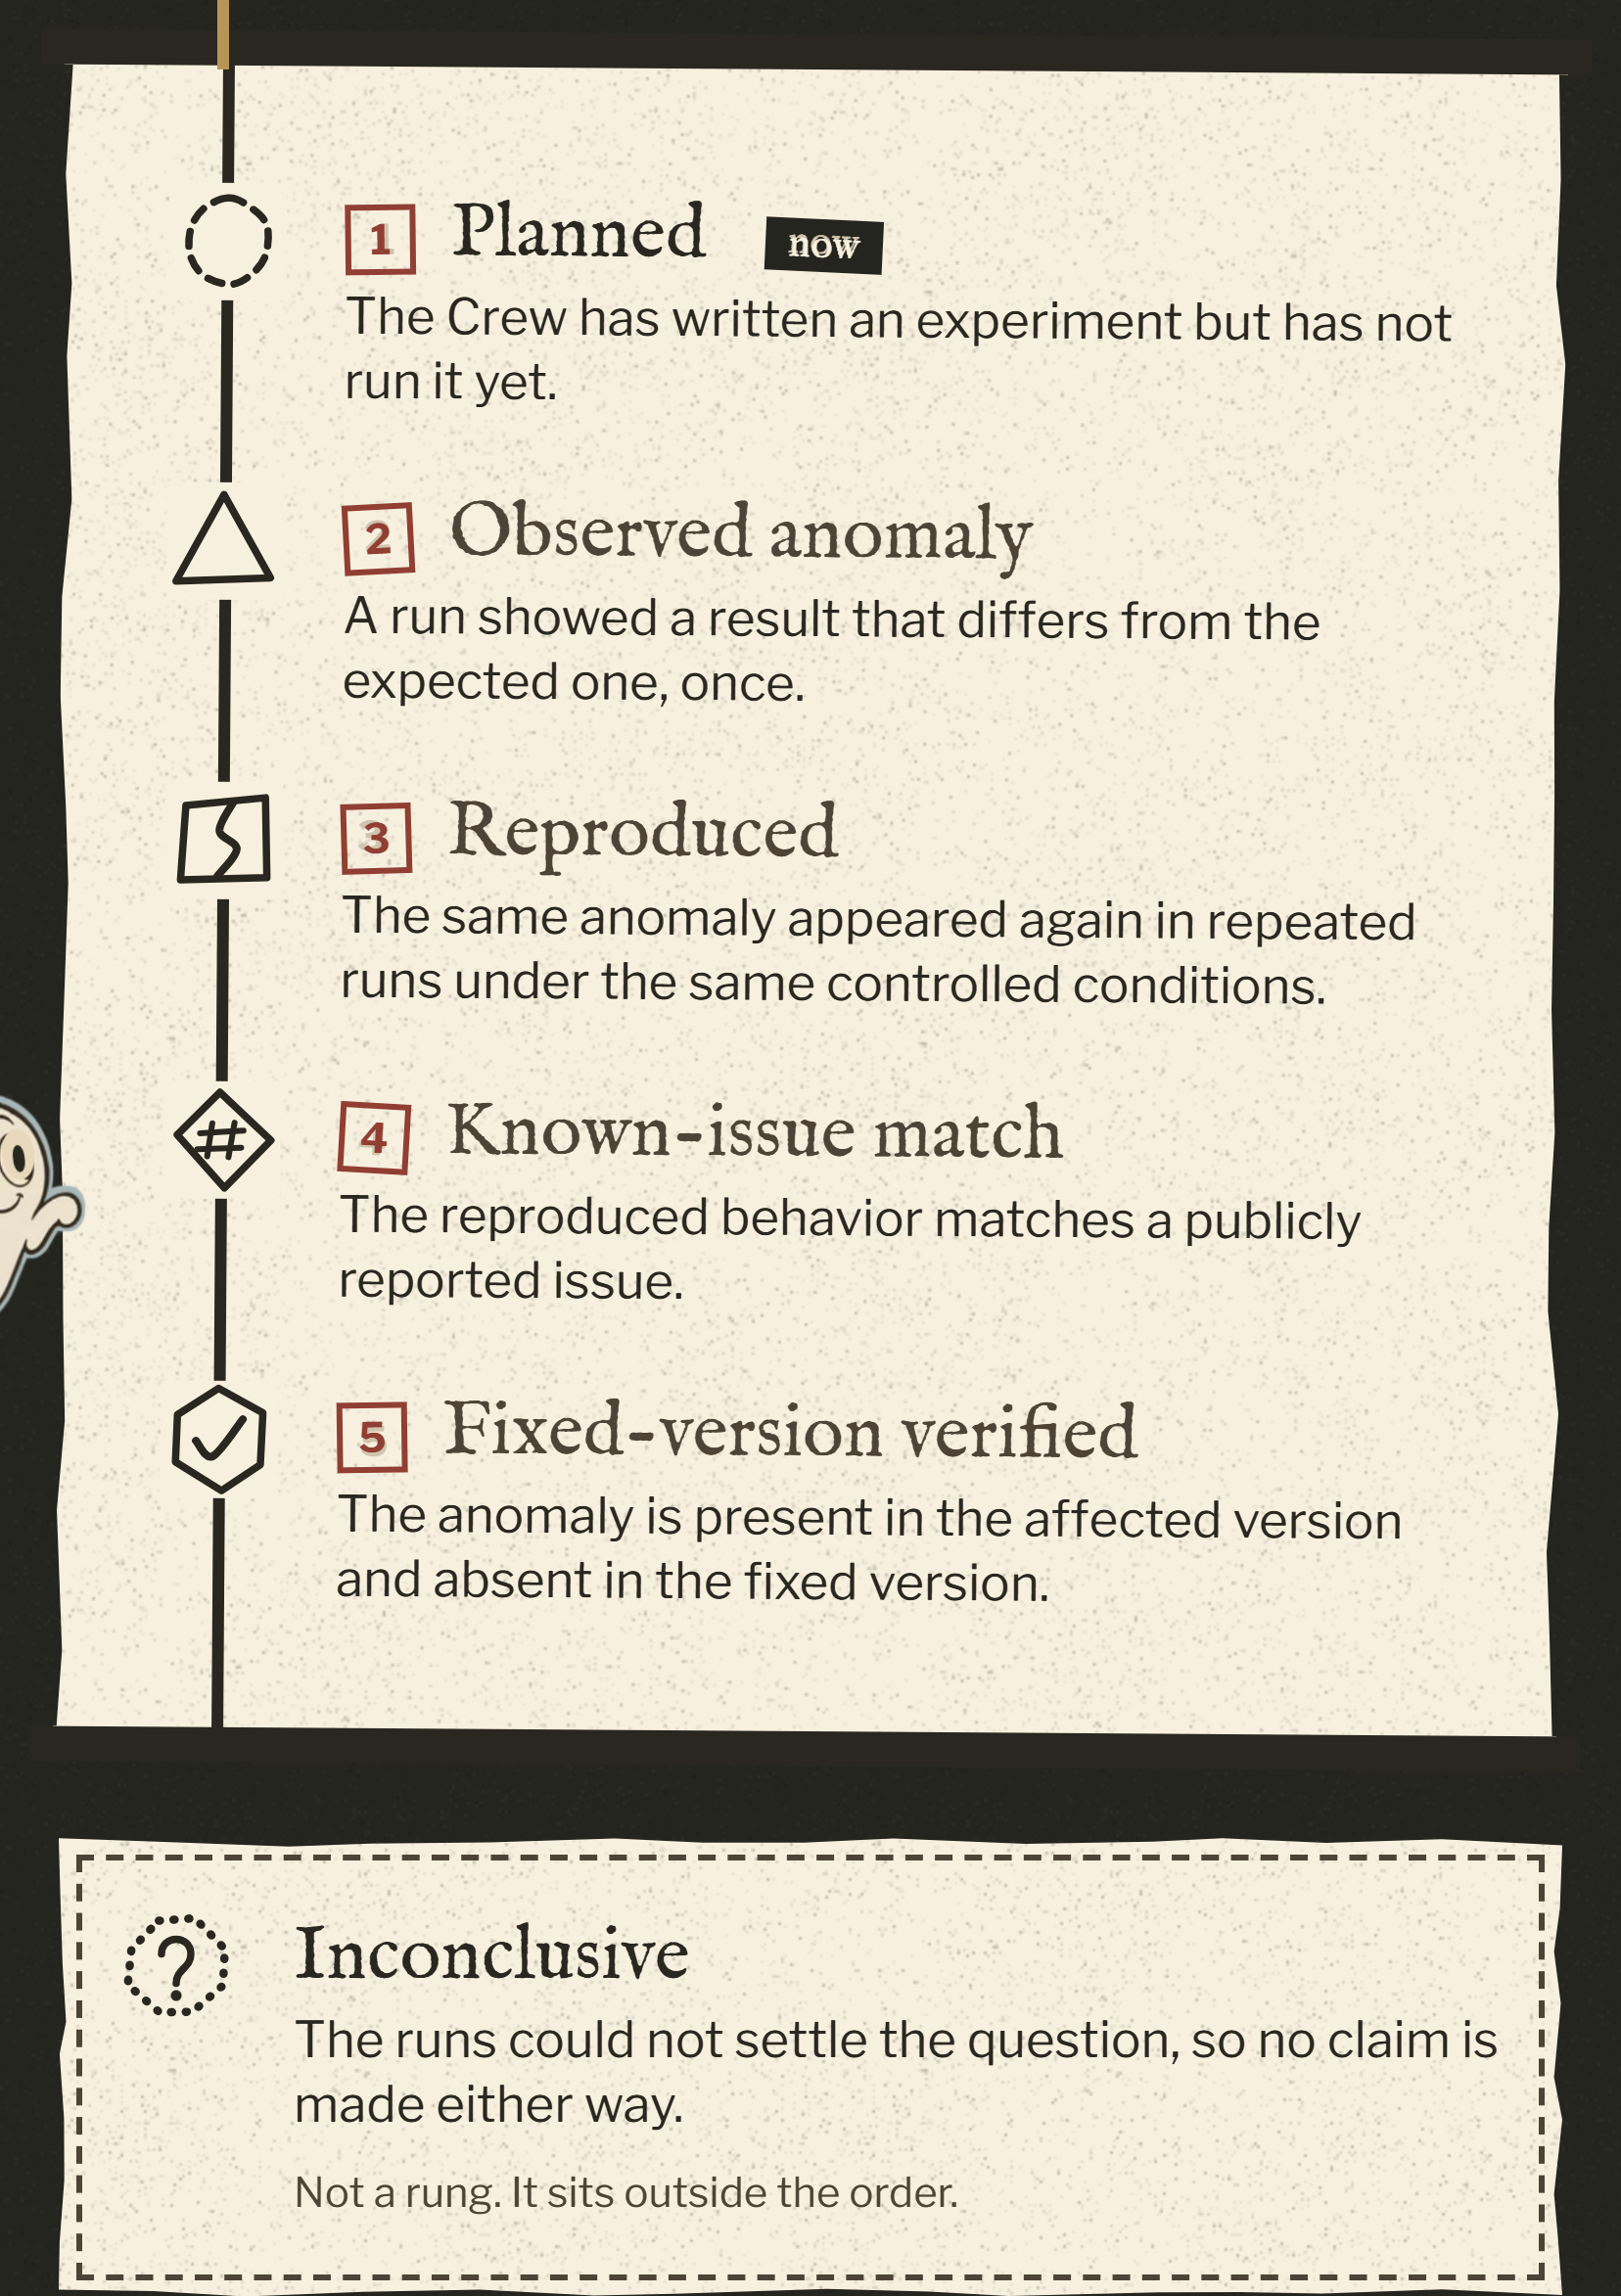 1 Planned now
The Crew has written an experiment but has not
run it yet.
2 Observed anomaly
A run showed a result that differs from the
expected one, once.
3 Reproduced
The same anomaly appeared again in repeated
runs under the same controlled conditions.
#
4 Known-issue match
The reproduced behavior matches a publicly
reported issue.
5 Fixed-version verified
The anomaly is present in the affected version
and absent in the fixed version.
?
Inconclusive
The runs could not settle the question, so no claim is
made either way.
Not a rung. It sits outside the order.